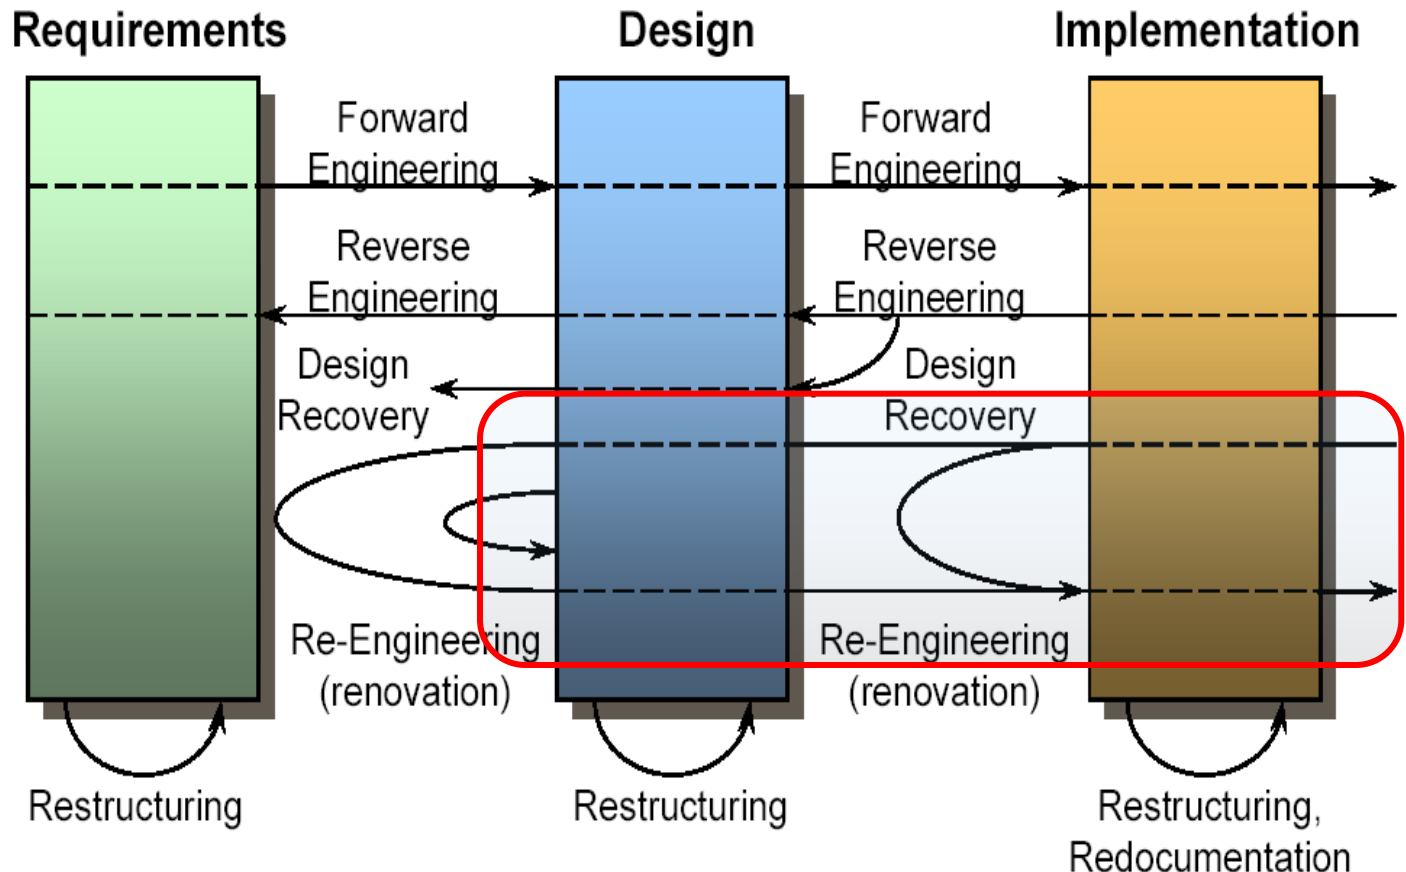 Requirements
Design
Implementation
Forward
Engineering
Forward
Engineering
Reverse
Engineering
Reverse
Engineering
Design
Recovery
Design
Recovery
Re-Engineering
(renovation)
Re-Engineering
(renovation)
Restructuring
Restructuring
Restructuring,
Redocumentation